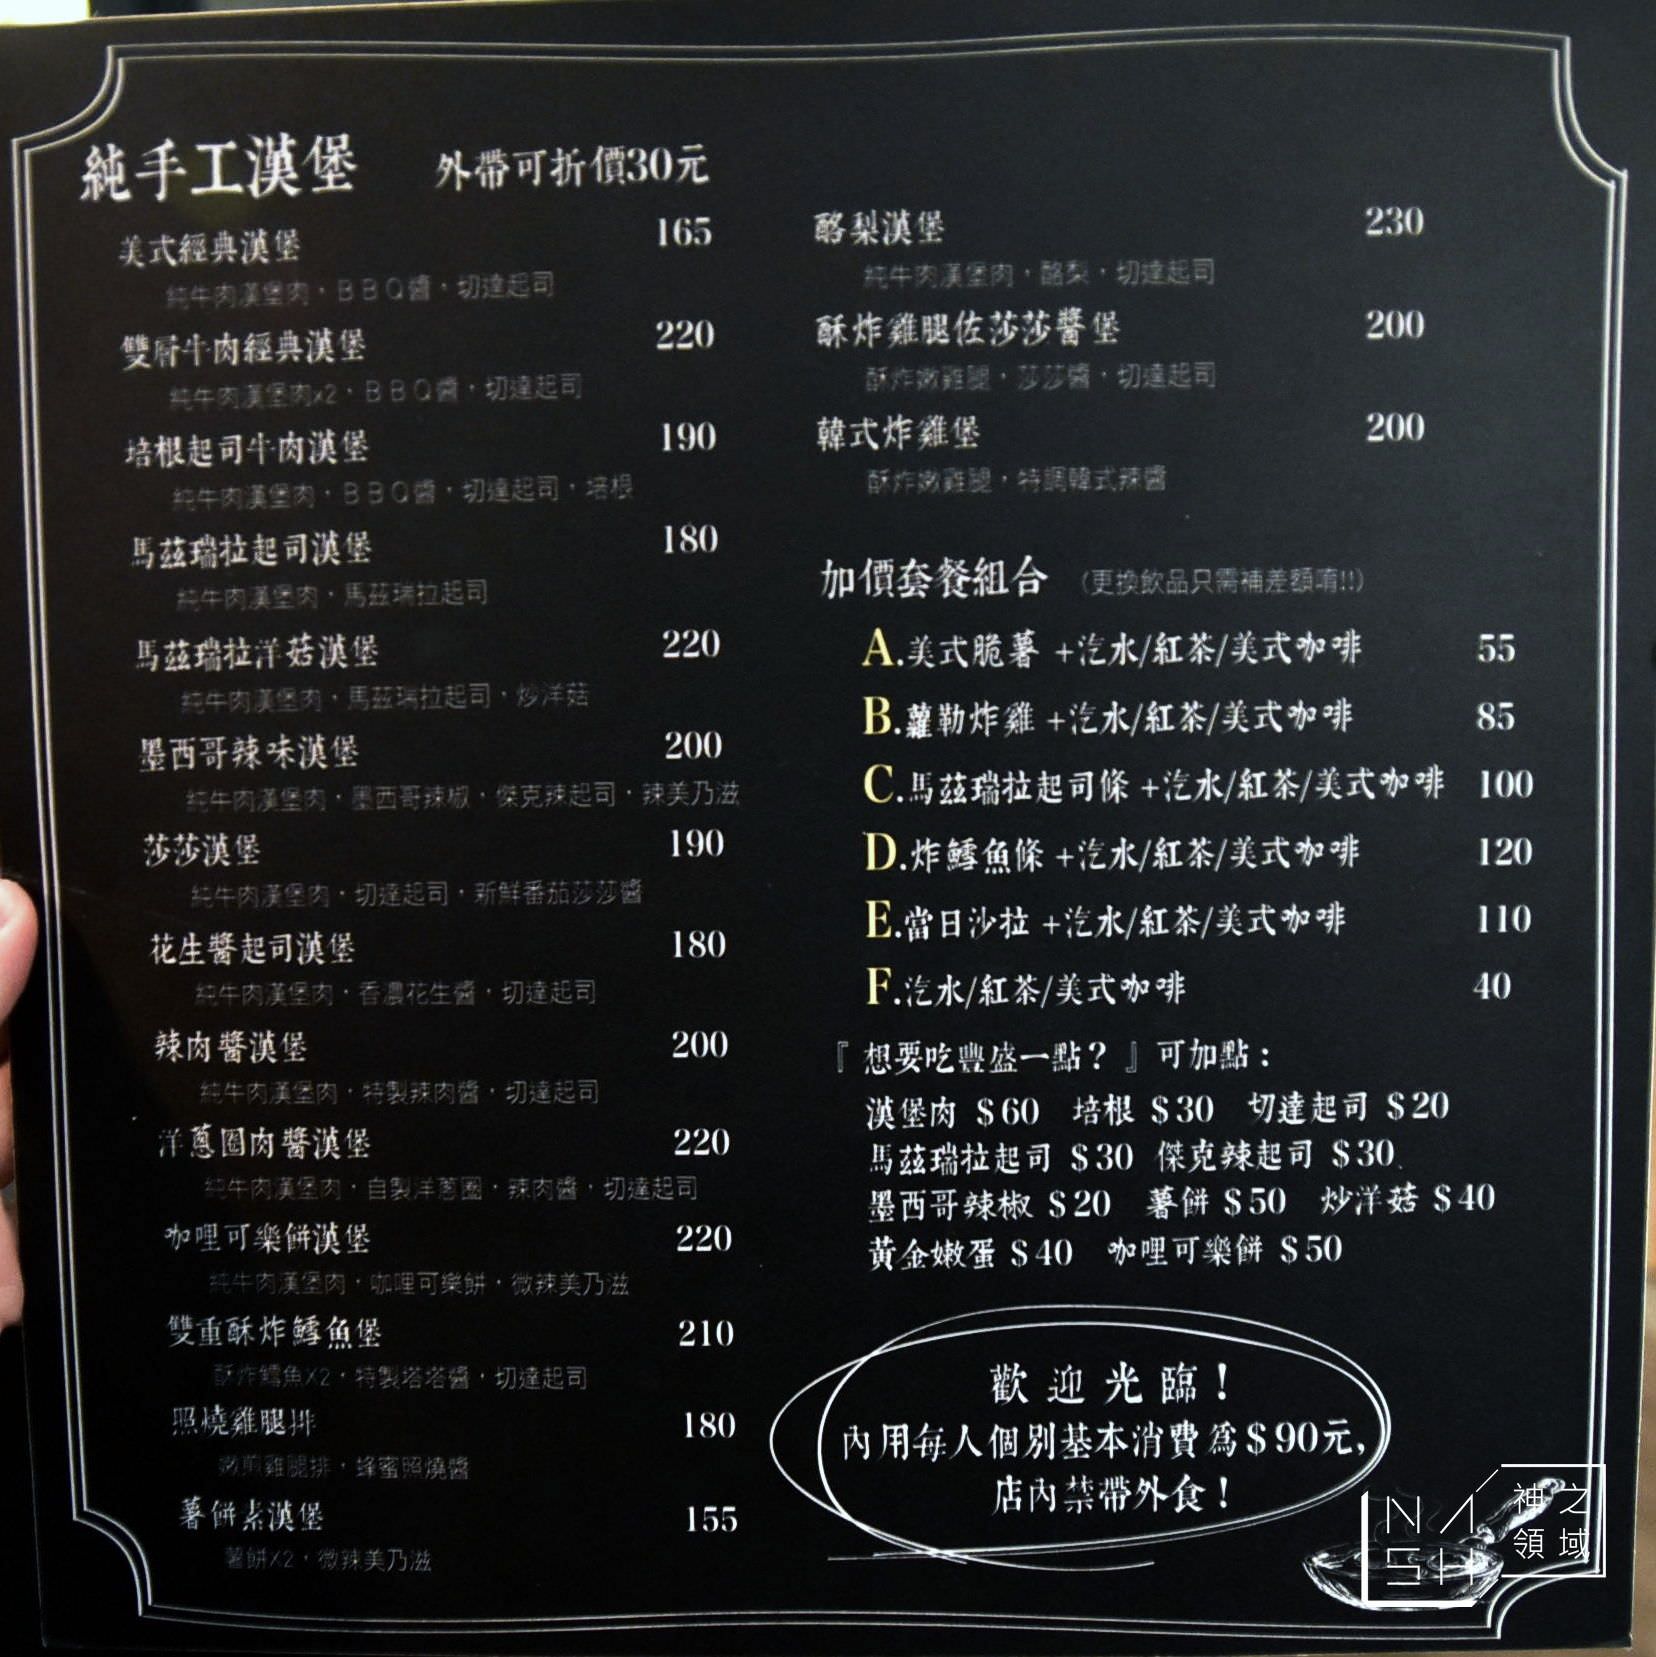 純手工漢堡 外帶可折價30元
美式經典漢堡 165
純牛肉漢堡肉，BBQ醬，切達起司
雙層牛肉經典漢堡 220
純牛肉漢堡肉x2，BBQ醬，切達起司
培根起司牛肉漢堡 190
純牛肉漢堡肉，BBQ醬，切達起司，培根
馬茲瑞拉起司漢堡 180
純牛肉漢堡肉，馬茲瑞拉起司
馬茲瑞拉洋菇漢堡 220
純牛肉漢堡肉，馬茲瑞拉起司，炒洋菇
墨西哥辣味漢堡 200
純牛肉漢堡肉，墨西哥辣椒，傑克辣起司，辣美乃滋
莎莎漢堡 190
純牛肉漢堡肉，切達起司，新鮮番茄莎莎醬
花生醬起司漢堡 180
純牛肉漢堡肉，香濃花生醬，切達起司
辣肉醬漢堡 200
純牛肉漢堡肉，特製辣肉醬，切達起司
洋蔥圈肉醬漢堡 220
純牛肉漢堡肉，自製洋蔥圈，辣肉醬，切達起司
咖哩可樂餅漢堡 220
純牛肉漢堡肉，咖哩可樂餅，微辣美乃滋
雙重酥炸鱈魚堡 210
酥炸鱈魚X2，特製塔塔醬，切達起司
照燒雞腿排 180
嫩煎雞腿排，蜂蜜照燒醬
薯餅素漢堡 155
薯餅X2，微辣美乃滋
酪梨漢堡 230
純牛肉漢堡肉，酪梨，切達起司
酥炸雞腿佐莎莎醬堡 200
酥炸嫩雞腿，莎莎醬，切達起司
韓式炸雞堡 200
酥炸嫩雞腿，特調韓式辣醬
加價套餐組合 (更換飲品只需補差額唷!!)
A.美式脆薯 +汽水/紅茶/美式咖啡 55
B.蘿勒炸雞 +汽水/紅茶/美式咖啡 85
C.馬茲瑞拉起司條 +汽水/紅茶/美式咖啡 100
D.炸鱈魚條 +汽水/紅茶/美式咖啡 120
E.當日沙拉 +汽水/紅茶/美式咖啡 110
F.汽水/紅茶/美式咖啡 40
『想要吃豐盛一點？』可加點：
漢堡肉 $60 培根 $30 切達起司 $20
馬茲瑞拉起司 $30 傑克辣起司 $30
墨西哥辣椒 $20 薯餅 $50 炒洋菇 $40
黃金嫩蛋 $40 咖哩可樂餅 $50
歡迎光臨！
內用每人個別基本消費為$90元,
店內禁帶外食！
NASH 神之領域